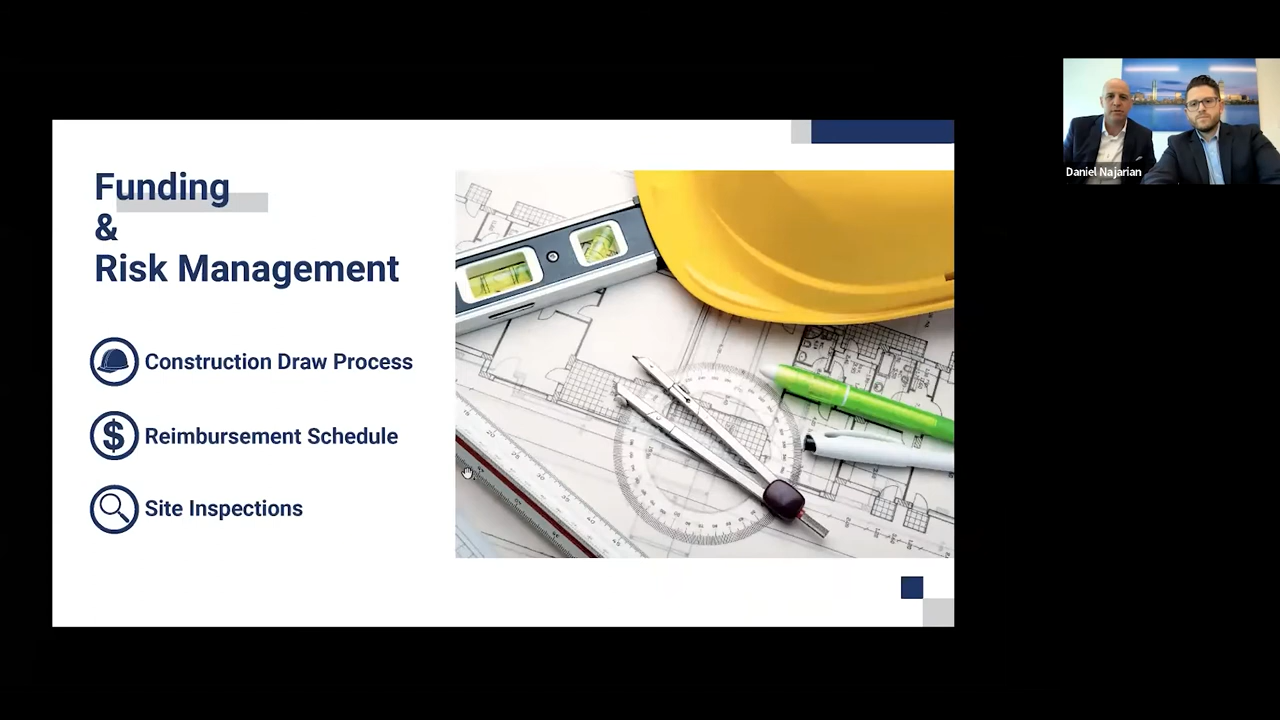 Funding
&
Risk Management
Construction Draw Process
$
Reimbursement Schedule
Site Inspections
Daniel Najarian